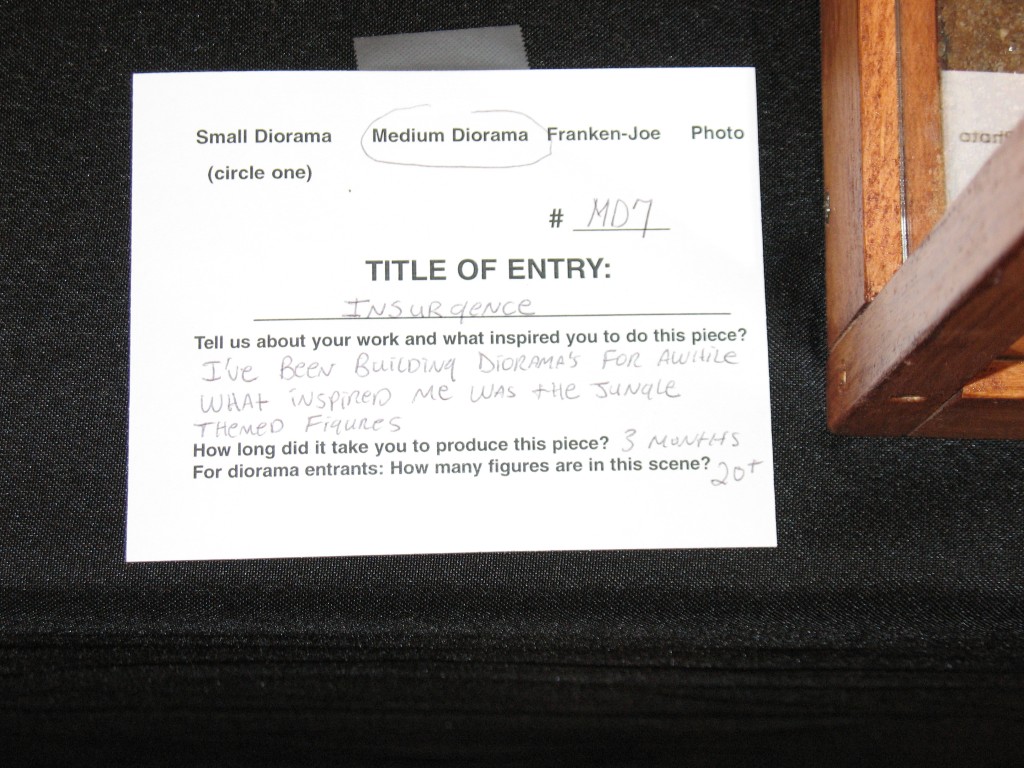 Small Diorama Medium Diorama Franken-Joe Photo
(circle one)
# MD7
TITLE OF ENTRY:
INSURGENCE
Tell us about your work and what inspired you to do this piece?
I'VE BEEN BUILDING DIORAMA'S FOR AWHILE
WHAT INSPIRED ME WAS THE JUNGLE
THEMED FIGURES
How long did it take you to produce this piece? 3 MONTHS
For diorama entrants: How many figures are in this scene? 20+